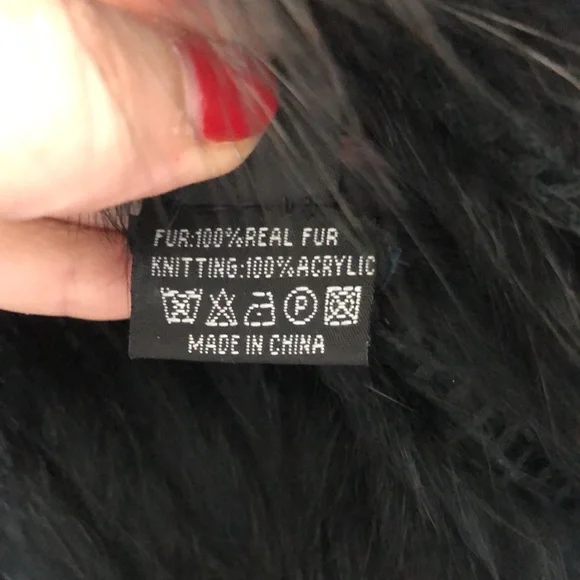 FUR:100%REAL FUR
KNITTING:100%ACRYLIC
P
MADE IN CHINA